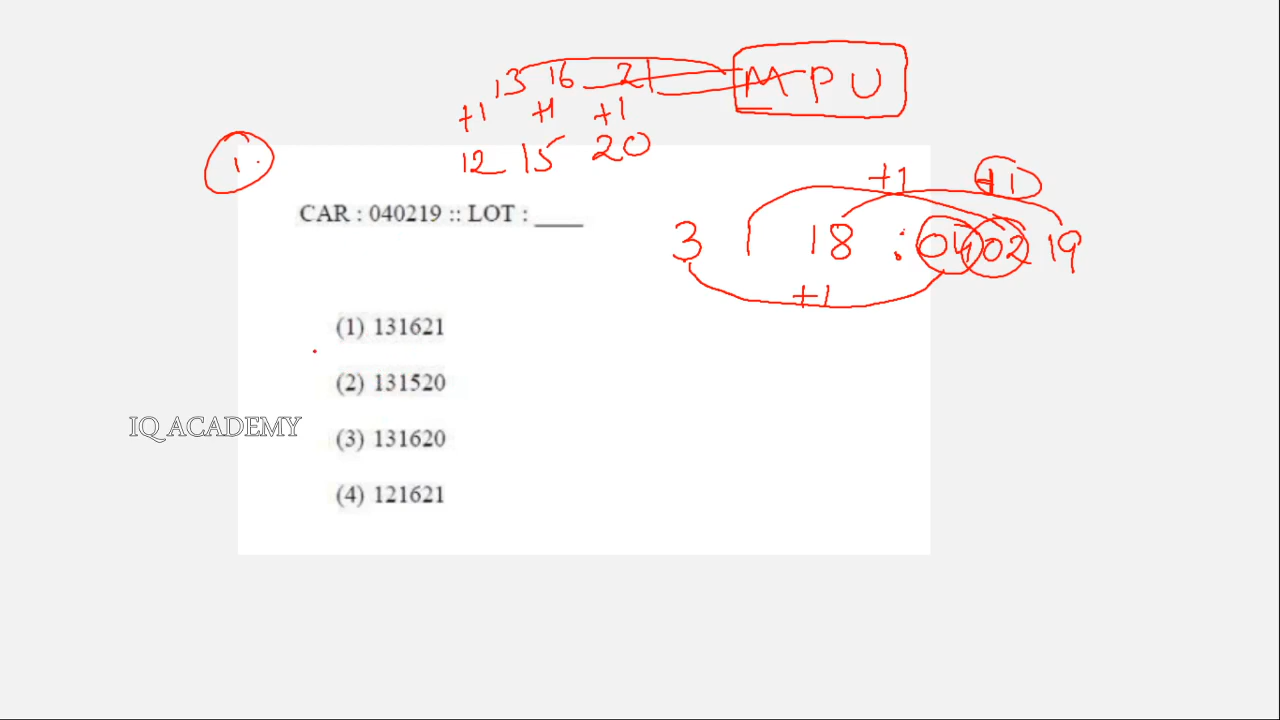 13 16 21 MPU
+1 +1 +1
12 15 20
1.
CAR : 040219 :: LOT : ____
+1 +1
3 1 18 : 04 02 19
+1
(1) 131621
(2) 131520
IQ ACADEMY
(3) 131620
(4) 121621